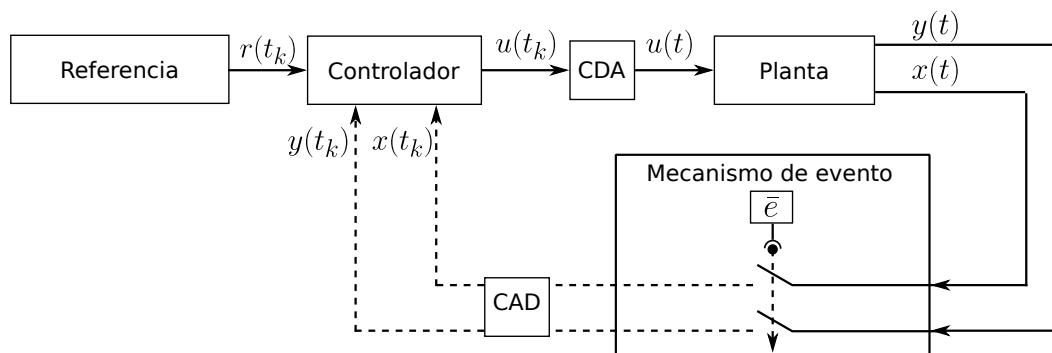 Referencia
r(t_k)
Controlador
u(t_k)
CDA
u(t)
Planta
y(t)
x(t)
y(t_k)
x(t_k)
Mecanismo de evento
ē
CAD